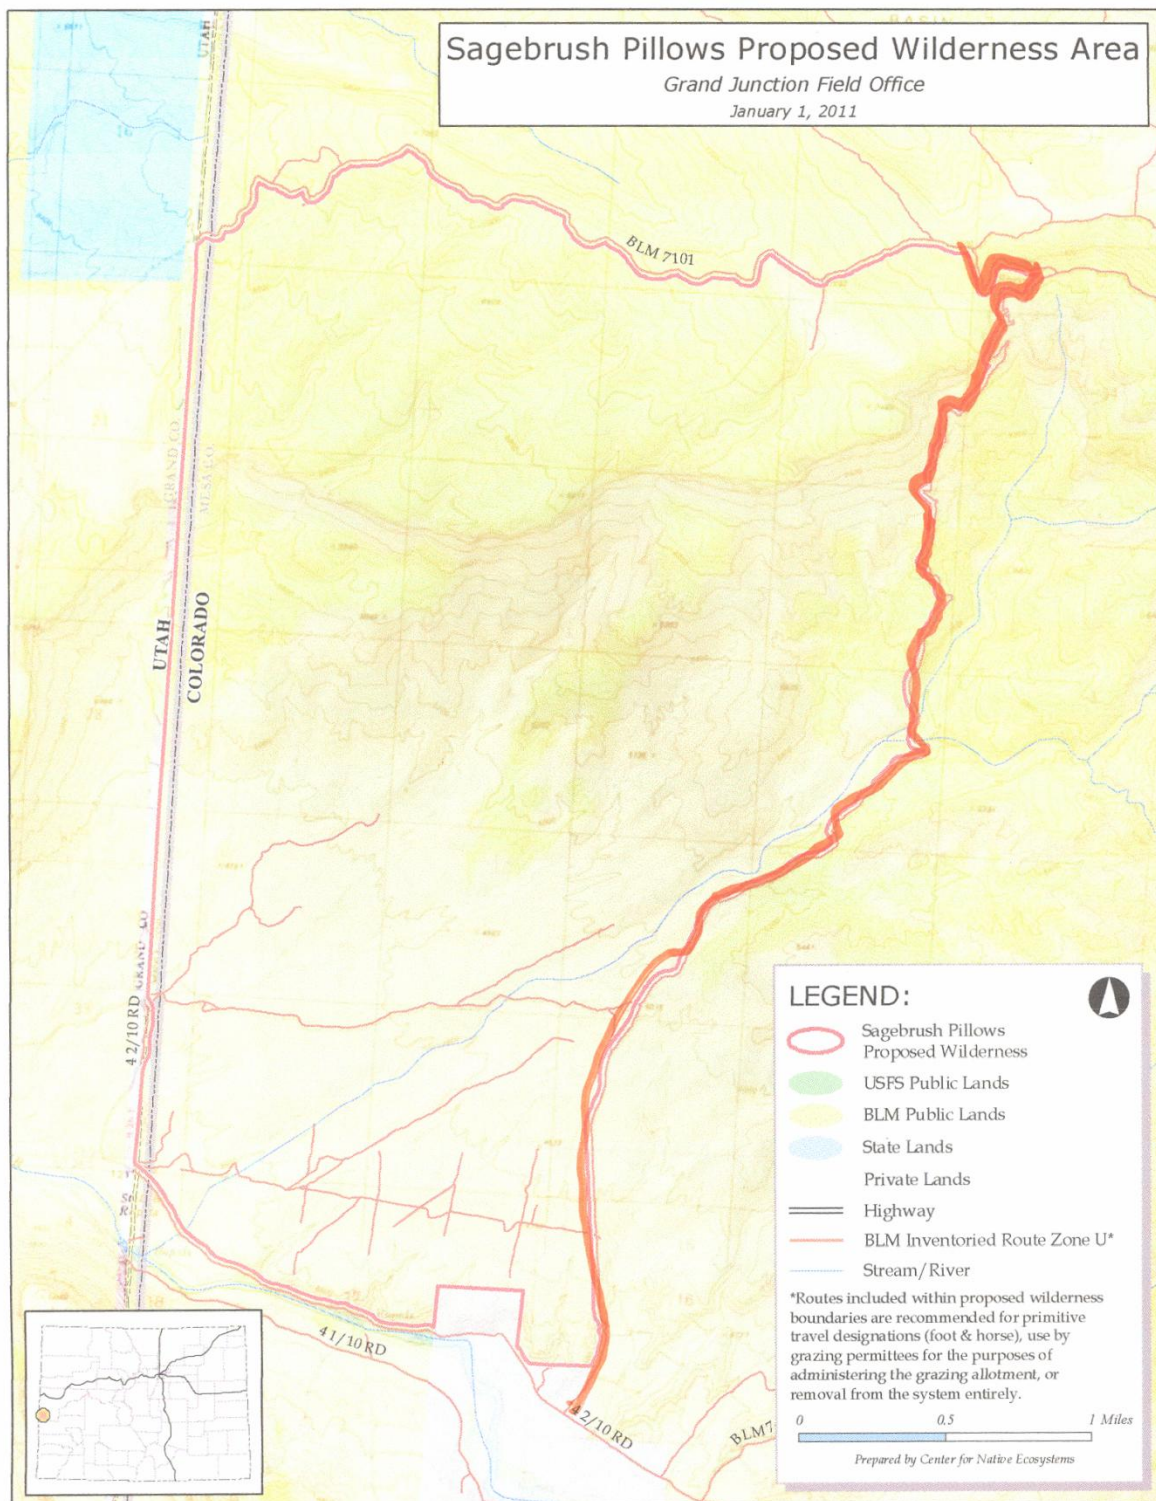 Sagebrush Pillows Proposed Wilderness Area
Grand Junction Field Office
January 1, 2011
UTAH
BLM 7101
GRAND CO.
MESA CO.
UTAH
COLORADO
GRAND CO
4 2/10 RD
41/10 RD
42/10 RD
BLM7
LEGEND:
Sagebrush Pillows
Proposed Wilderness
USFS Public Lands
BLM Public Lands
State Lands
Private Lands
Highway
BLM Inventoried Route Zone U*
Stream/River
*Routes included within proposed wilderness
boundaries are recommended for primitive
travel designations (foot & horse), use by
grazing permittees for the purposes of
administering the grazing allotment, or
removal from the system entirely.
0 0.5 1 Miles
Prepared by Center for Native Ecosystems